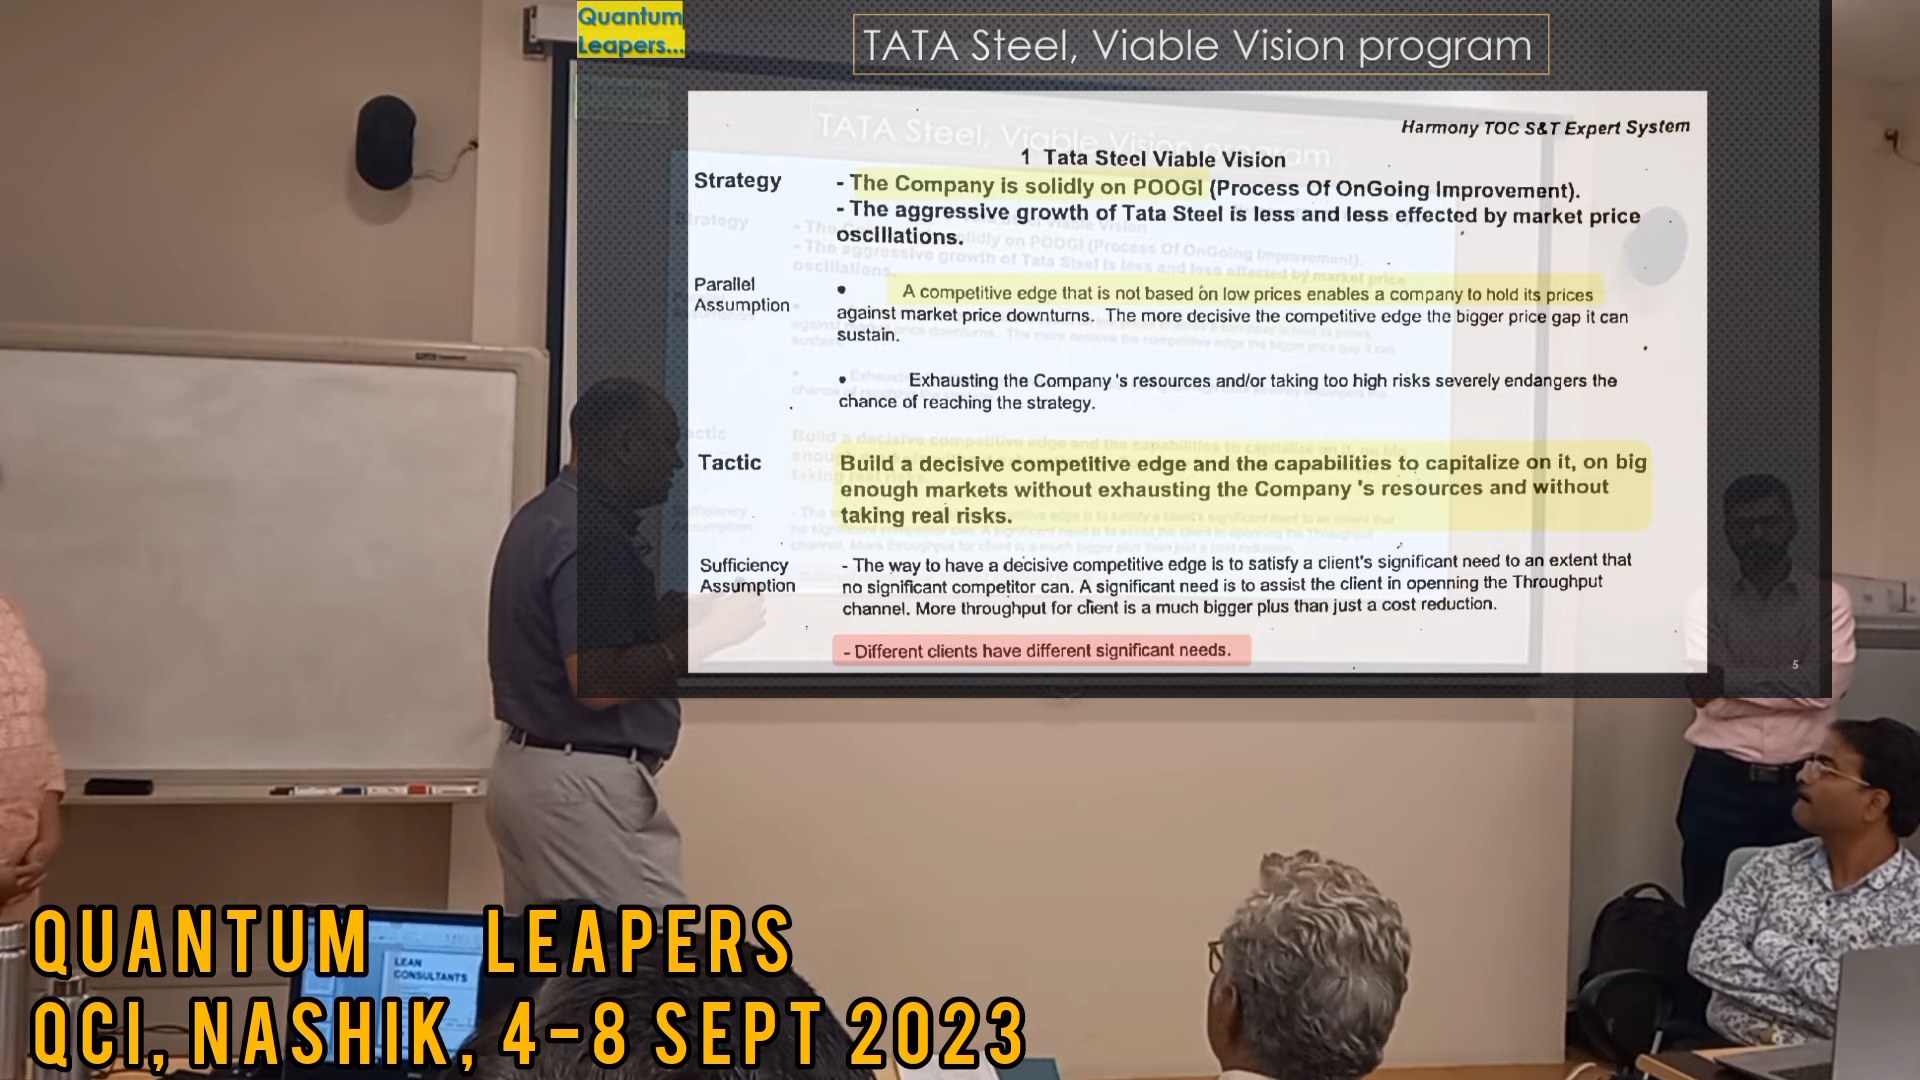 Quantum
Leapers...
TATA Steel, Viable Vision program
Harmony TOC S&T Expert System
1 Tata Steel Viable Vision
Strategy
- The Company is solidly on POOGI (Process Of OnGoing Improvement).
- The aggressive growth of Tata Steel is less and less effected by market price
oscillations.
Parallel
Assumption
• A competitive edge that is not based on low prices enables a company to hold its prices
against market price downturns. The more decisive the competitive edge the bigger price gap it can
sustain.
• Exhausting the Company 's resources and/or taking too high risks severely endangers the
chance of reaching the strategy.
Tactic
Build a decisive competitive edge and the capabilities to capitalize on it, on big
enough markets without exhausting the Company 's resources and without
taking real risks.
Sufficiency
Assumption
- The way to have a decisive competitive edge is to satisfy a client's significant need to an extent that
no significant competitor can. A significant need is to assist the client in openning the Throughput
channel. More throughput for client is a much bigger plus than just a cost reduction.
- Different clients have different significant needs.
5
LEAN
CONSULTANTS
QUANTUM LEAPERS
QCI, NASHIK, 4-8 SEPT 2023